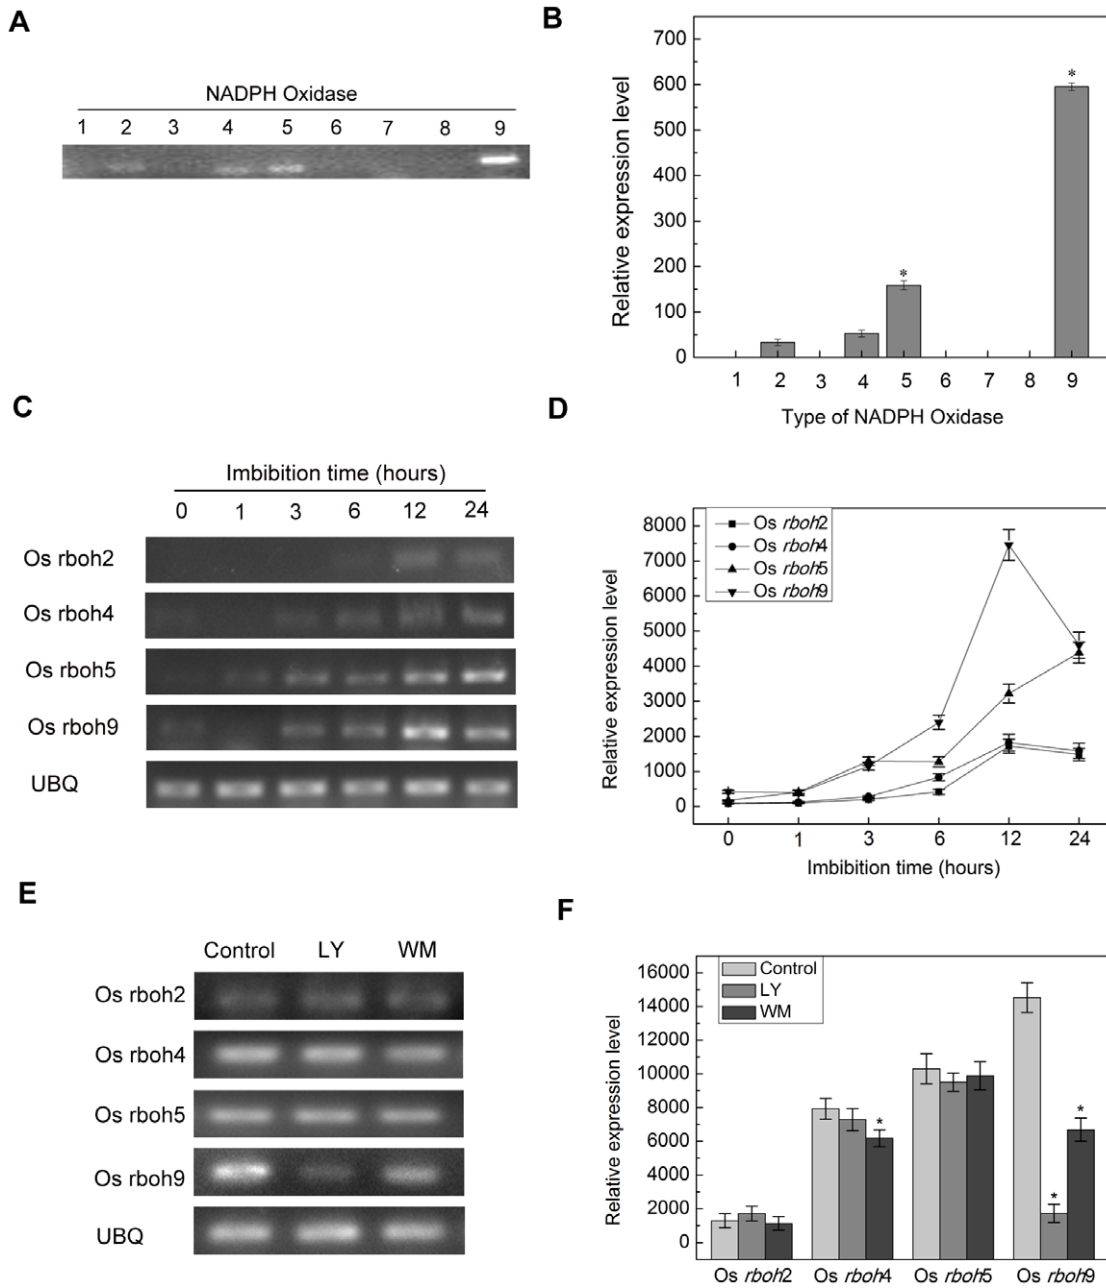 A
NADPH Oxidase
1 2 3 4 5 6 7 8 9
B
Relative expression level
700
600
500
400
300
200
100
0
*
*
1 2 3 4 5 6 7 8 9
Type of NADPH Oxidase
C
Imbibition time (hours)
0 1 3 6 12 24
Os rboh2
Os rboh4
Os rboh5
Os rboh9
UBQ
D
Relative expression level
8000
7000
6000
5000
4000
3000
2000
1000
0
Os rboh2
Os rboh4
Os rboh5
Os rboh9
0 1 3 6 12 24
Imbibition time (hours)
E
Control LY WM
Os rboh2
Os rboh4
Os rboh5
Os rboh9
UBQ
F
Relative expression level
16000
14000
12000
10000
8000
6000
4000
2000
0
Control
LY
WM
*
*
*
Os rboh2 Os rboh4 Os rboh5 Os rboh9